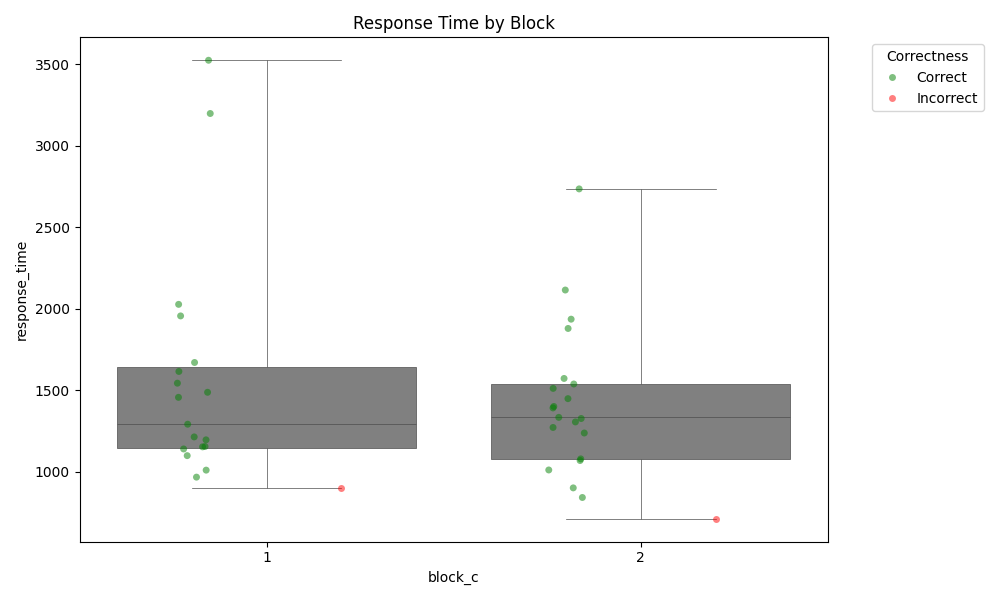 Response Time by Block
Correctness
Correct
Incorrect
3500
3000
2500
2000
1500
1000
response_time
1
2
block_c